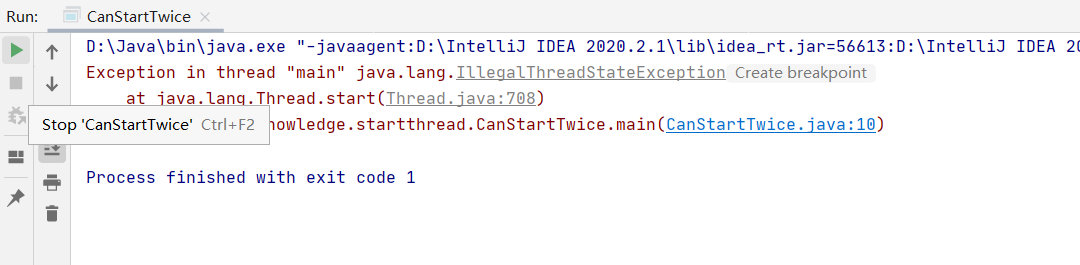 Run: CanStartTwice ×
D:\Java\bin\java.exe "-javaagent:D:\IntelliJ IDEA 2020.2.1\lib\idea_rt.jar=56613:D:\IntelliJ IDEA 20
Exception in thread "main" java.lang.IllegalThreadStateException Create breakpoint
at java.lang.Thread.start(Thread.java:708)
Stop 'CanStartTwice' Ctrl+F2
nowledge.startthread.CanStartTwice.main(CanStartTwice.java:10)
Process finished with exit code 1